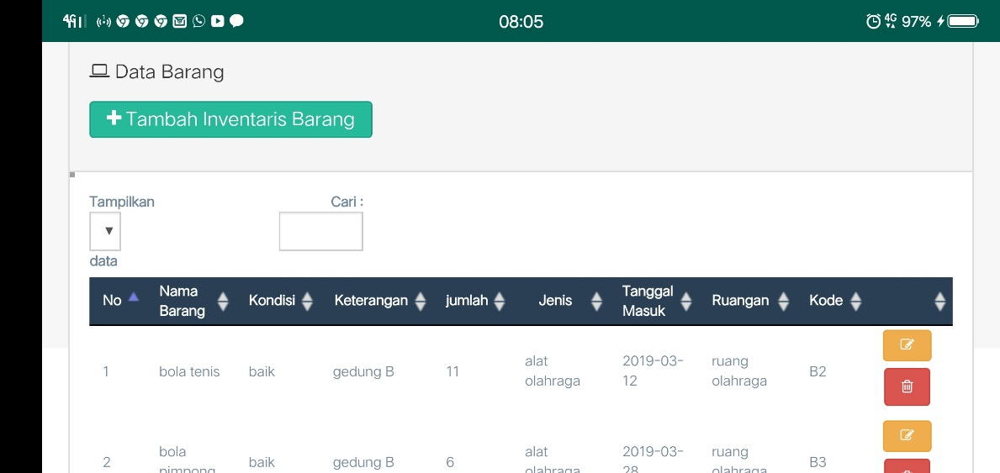 08:05
4G 97%
Data Barang
Tambah Inventaris Barang
Tampilkan Cari :
data
No Nama Barang Kondisi Keterangan jumlah Jenis Tanggal Masuk Ruangan Kode
1 bola tenis baik gedung B 11 alat olahraga 2019-03-12 ruang olahraga B2
2 bola pimpong baik gedung B 6 alat olahraga 2019-03-28 ruang olahraga B3